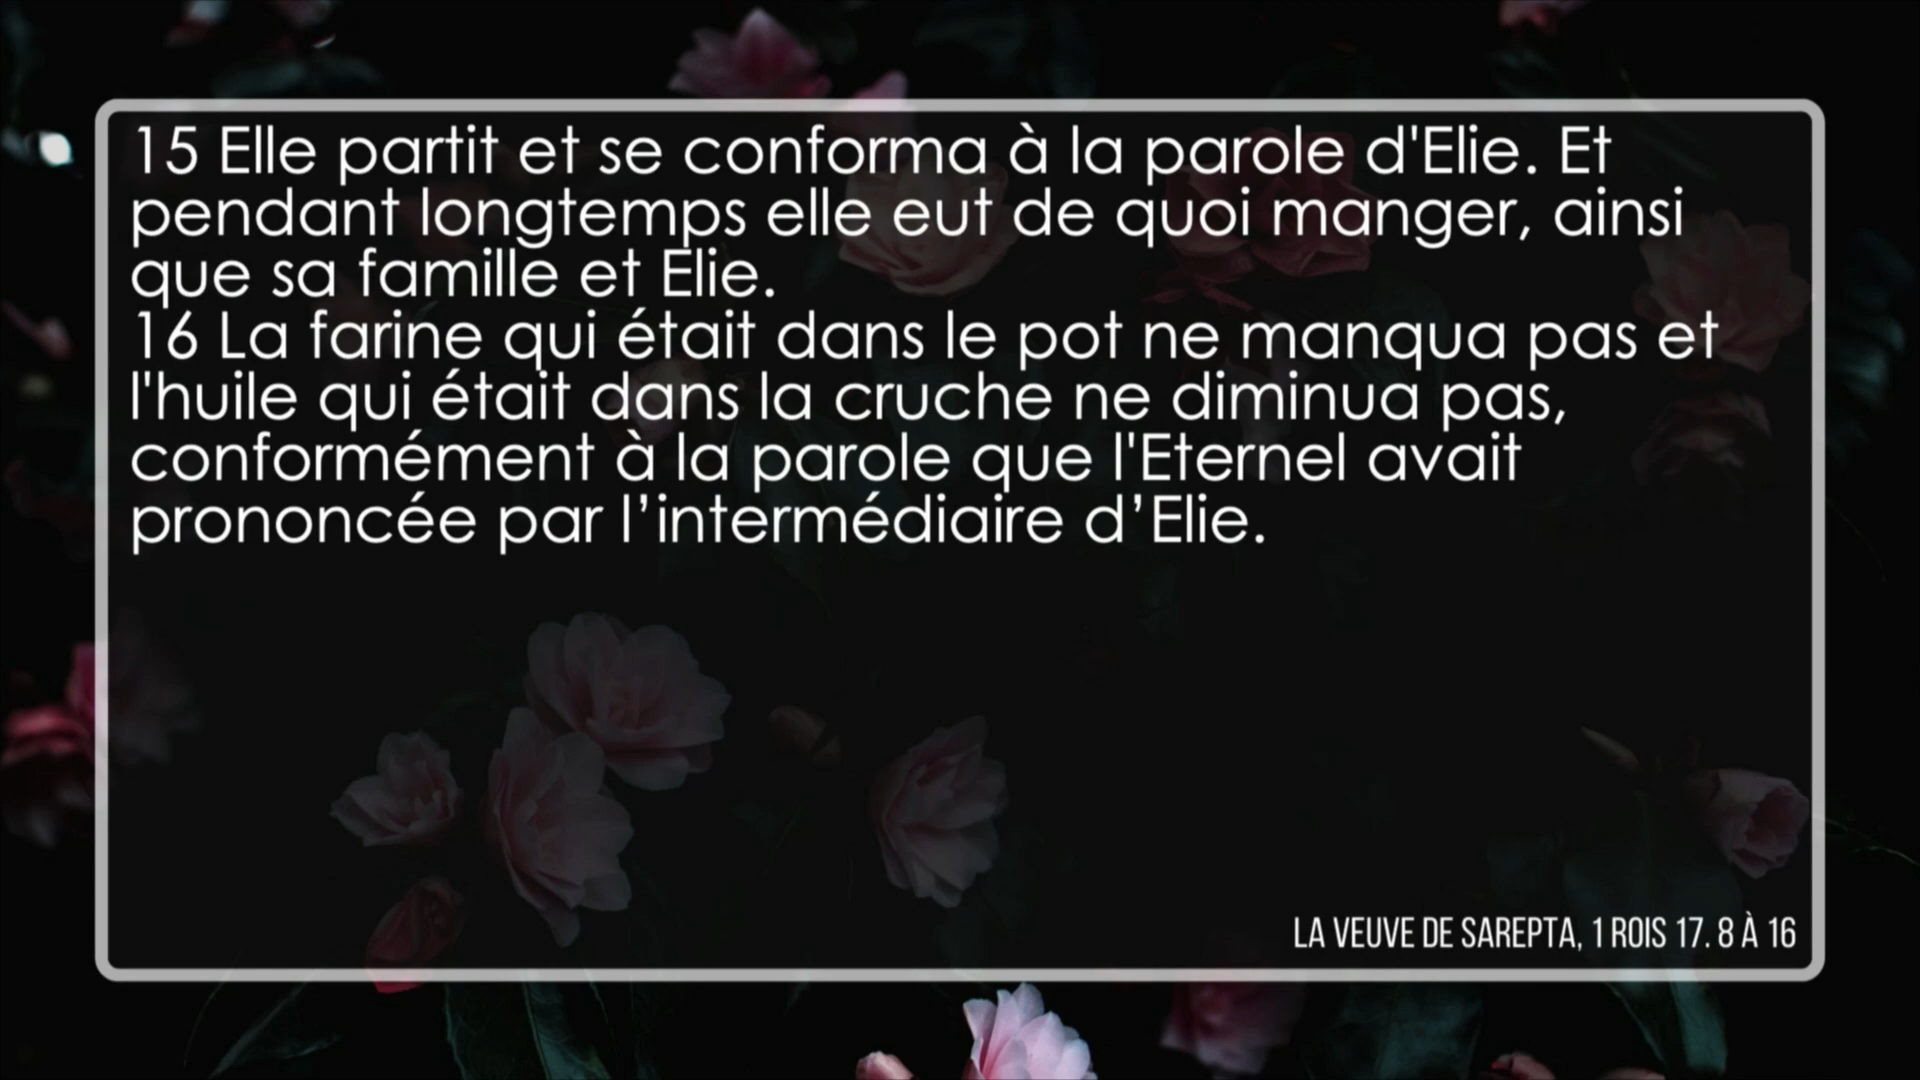 15 Elle partit et se conforma à la parole d'Elie. Et
pendant longtemps elle eut de quoi manger, ainsi
que sa famille et Elie.
16 La farine qui était dans le pot ne manqua pas et
l'huile qui était dans la cruche ne diminua pas,
conformément à la parole que l'Eternel avait
prononcée par l’intermédiaire d’Elie.
LA VEUVE DE SAREPTA, 1 ROIS 17. 8 À 16